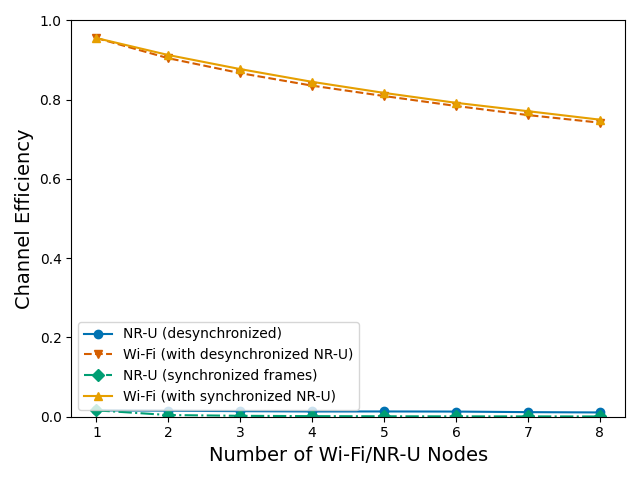 1.0
0.8
0.6
0.4
0.2
0.0
Channel Efficiency
NR-U (desynchronized)
Wi-Fi (with desynchronized NR-U)
NR-U (synchronized frames)
Wi-Fi (with synchronized NR-U)
1 2 3 4 5 6 7 8
Number of Wi-Fi/NR-U Nodes